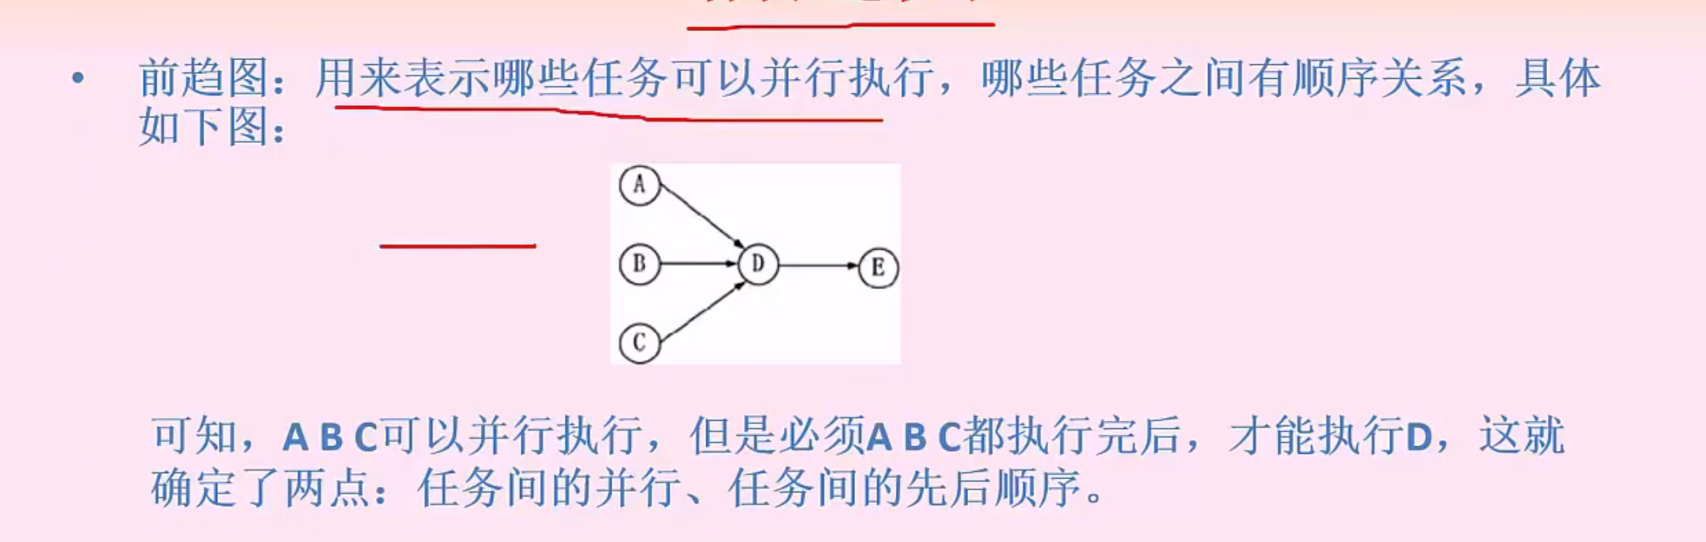 • 前趋图：用来表示哪些任务可以并行执行，哪些任务之间有顺序关系，具体
如下图：
A
B
D
E
C
可知，A B C可以并行执行，但是必须A B C都执行完后，才能执行D，这就
确定了两点：任务间的并行、任务间的先后顺序。